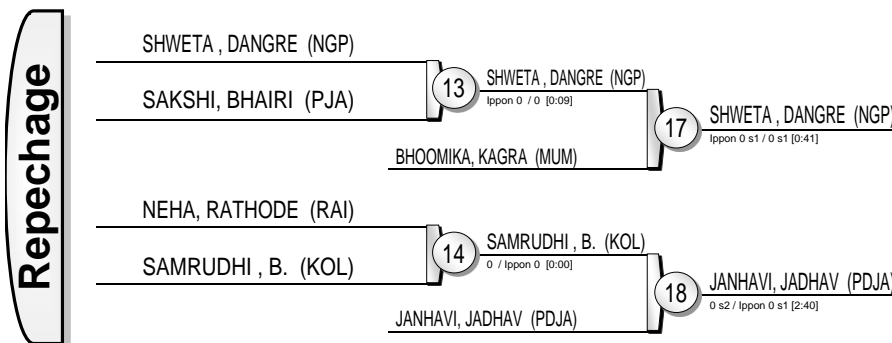 Repechage
SHWETA , DANGRE (NGP)
SAKSHI, BHAIRI (PJA)
13
SHWETA , DANGRE (NGP)
Ippon 0 / 0 [0:09]
BHOOMIKA, KAGRA (MUM)
17
SHWETA , DANGRE (NGP)
Ippon 0 s1 / 0 s1 [0:41]
NEHA, RATHODE (RAI)
SAMRUDHI , B. (KOL)
14
SAMRUDHI , B. (KOL)
0 / Ippon 0 [0:00]
JANHAVI, JADHAV (PDJA)
18
JANHAVI, JADHAV (PDJA)
0 s2 / Ippon 0 s1 [2:40]